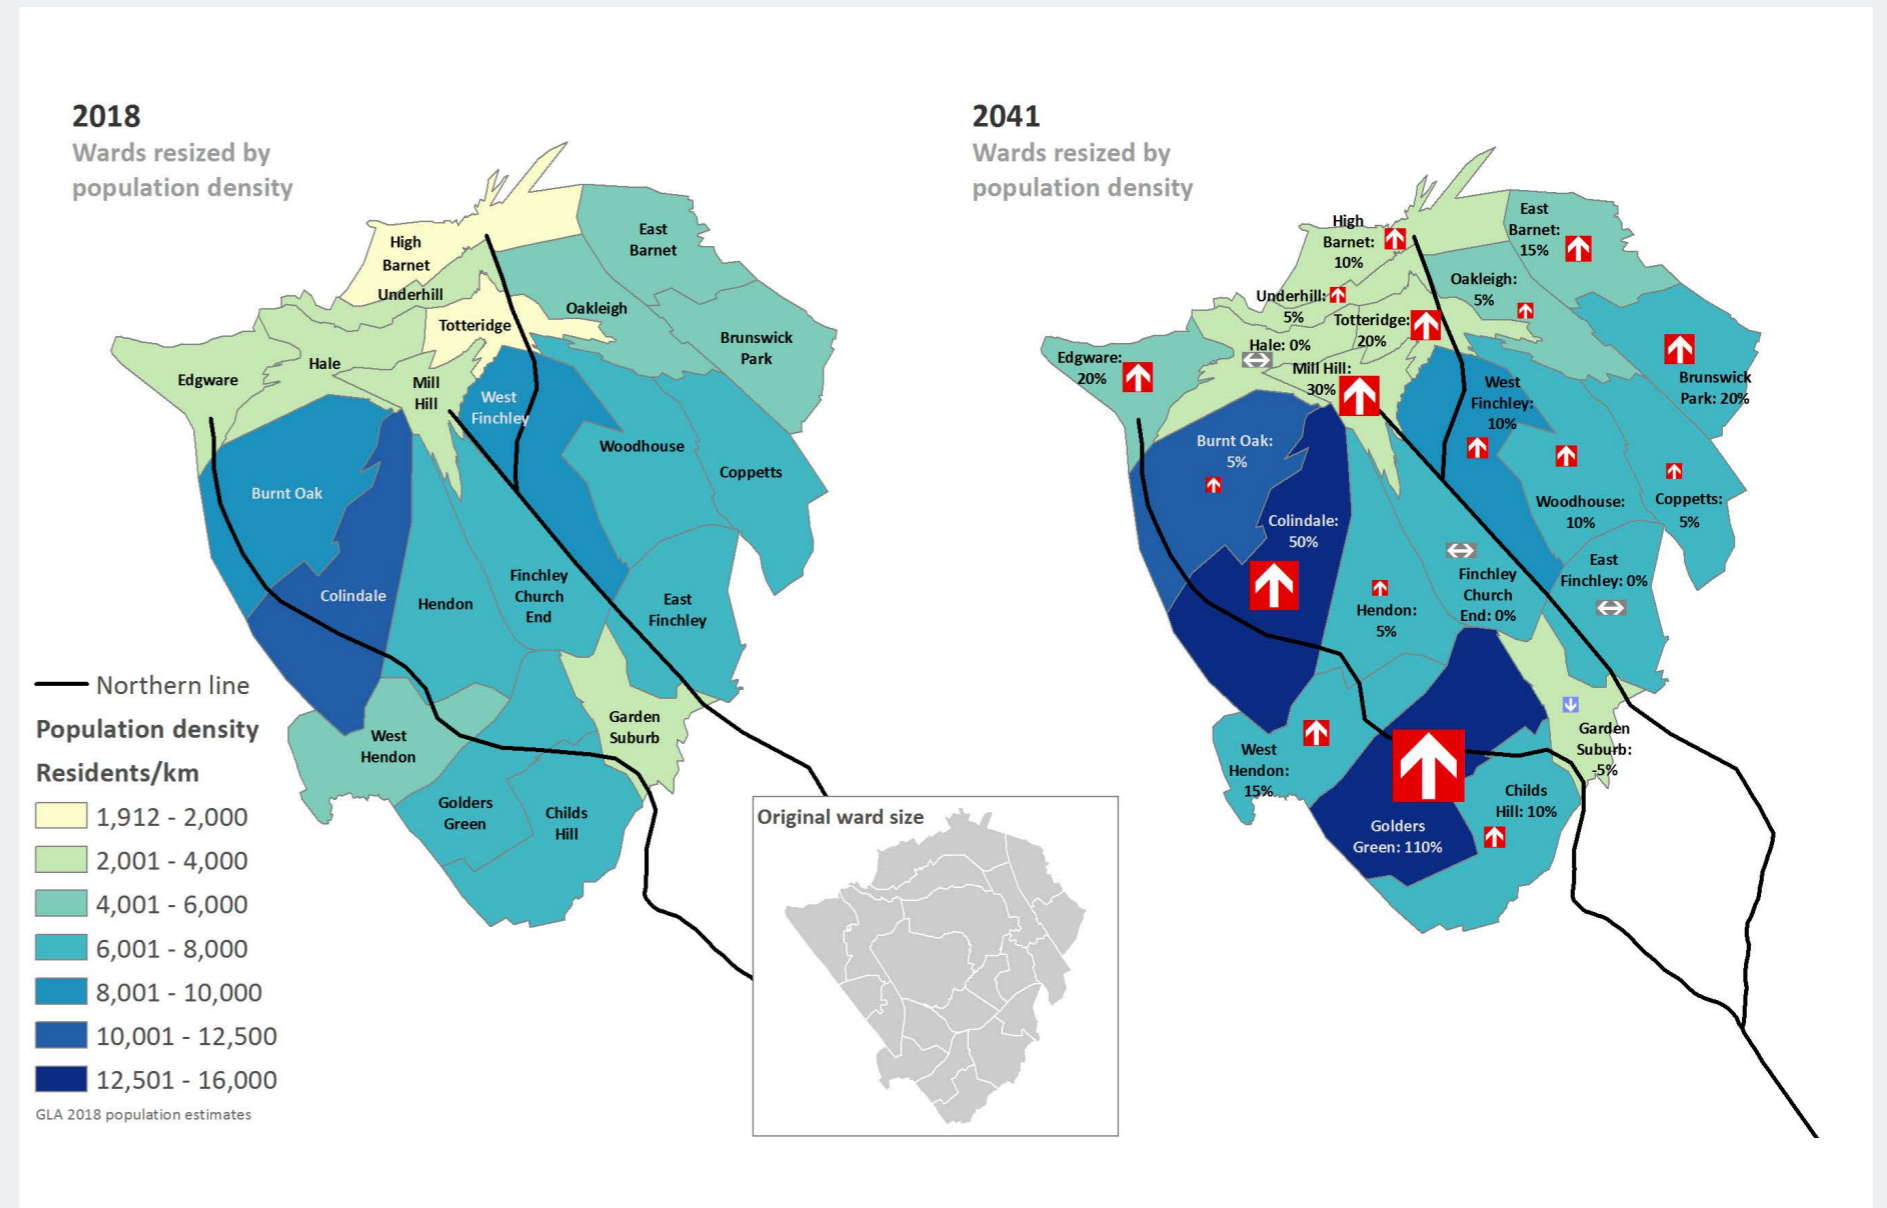 2018
Wards resized by
population density
High
Barnet
East
Barnet
Underhill
Oakleigh
Totteridge
Brunswick
Park
Hale
Edgware
Mill
Hill
West
Finchley
Woodhouse
Coppetts
Burnt Oak
Colindale
Hendon
Finchley
Church
End
East
Finchley
West
Hendon
Garden
Suburb
Golders
Green
Childs
Hill
Northern line
Population density
Residents/km
1,912 - 2,000
2,001 - 4,000
4,001 - 6,000
6,001 - 8,000
8,001 - 10,000
10,001 - 12,500
12,501 - 16,000
GLA 2018 population estimates
Original ward size
2041
Wards resized by
population density
High
Barnet:
10%
East
Barnet:
15%
Oakleigh:
5%
Underhill:
5%
Totteridge:
20%
Hale: 0%
Edgware:
20%
Mill Hill:
30%
Brunswick
Park: 20%
West
Finchley:
10%
Burnt Oak:
5%
Woodhouse:
10%
Coppetts:
5%
Colindale:
50%
East
Finchley: 0%
Finchley
Church
End: 0%
Hendon:
5%
Garden
Suburb:
-5%
West
Hendon:
15%
Childs
Hill: 10%
Golders
Green: 110%